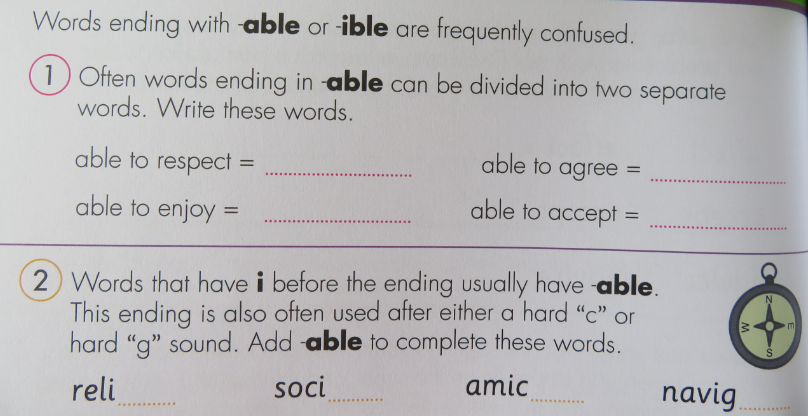 Words ending with -able or -ible are frequently confused.
1 Often words ending in -able can be divided into two separate
words. Write these words.
able to respect = ........ able to agree = ........
able to enjoy = ........ able to accept = ........
2 Words that have i before the ending usually have -able.
This ending is also often used after either a hard “c” or
hard “g” sound. Add -able to complete these words.
N
W E
S
reli........ soci........ amic........ navig........